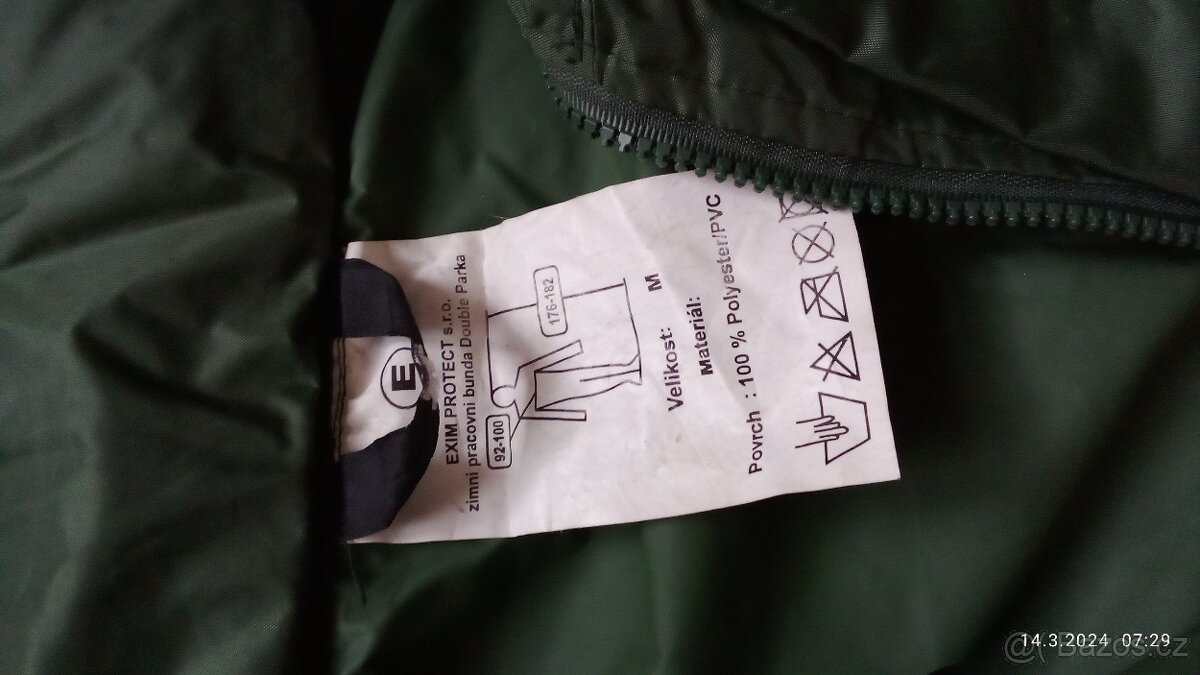 E
EXIM PROTECT s.r.o.
zimní pracovní bunda Double Parka
92-100
176-182
Velikost: M
Materiál:
Povrch : 100 % Polyester/PVC
14.3.2024 07:29
Bazos.cz